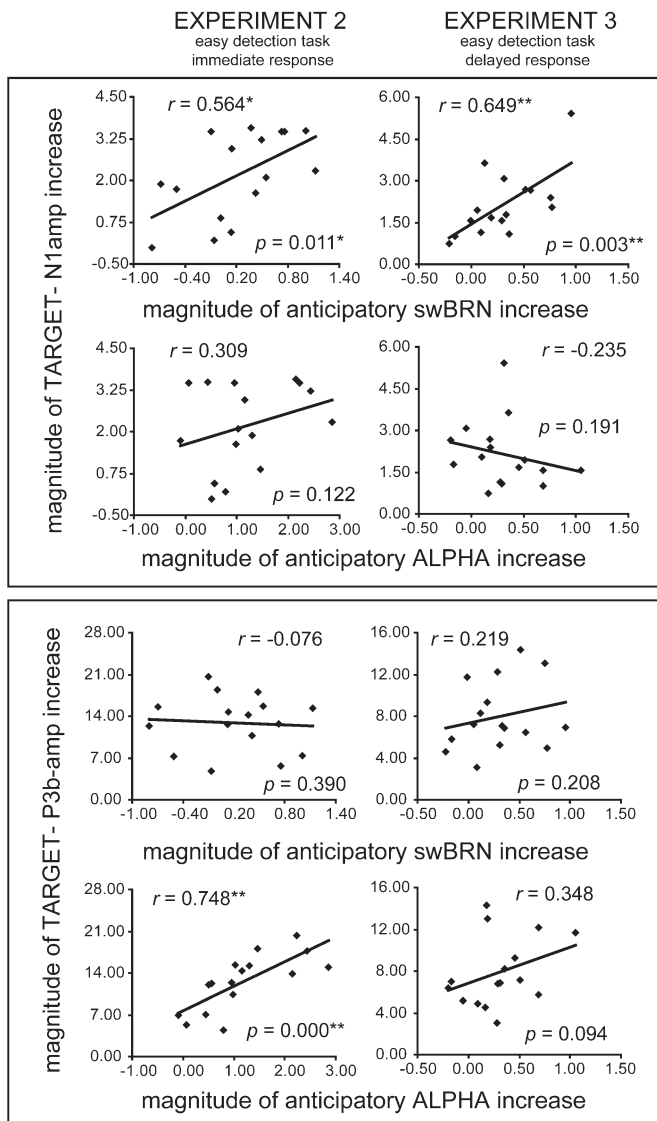 EXPERIMENT 2 EXPERIMENT 3
easy detection task easy detection task
immediate response delayed response
magnitude of TARGET- N1amp increase
4.50
3.25
2.00
0.75
-0.50
r = 0.564*
p = 0.011*
-1.00 -0.40 0.20 0.80 1.40
6.00
4.50
3.00
1.50
0.00
r = 0.649**
p = 0.003**
-0.50 0.00 0.50 1.00 1.50
magnitude of anticipatory swBRN increase
4.50
3.25
2.00
0.75
-0.50
r = 0.309
p = 0.122
-1.00 0.00 1.00 2.00 3.00
6.00
4.50
3.00
1.50
0.00
r = -0.235
p = 0.191
-0.50 0.00 0.50 1.00 1.50
magnitude of anticipatory ALPHA increase
magnitude of TARGET- P3b-amp increase
28.00
21.00
14.00
7.00
0.00
r = -0.076
p = 0.390
-1.00 -0.40 0.20 0.80 1.40
16.00
12.00
8.00
4.00
0.00
r = 0.219
p = 0.208
-0.50 0.00 0.50 1.00 1.50
magnitude of anticipatory swBRN increase
28.00
21.00
14.00
7.00
0.00
r = 0.748**
p = 0.000**
-1.00 0.00 1.00 2.00 3.00
16.00
12.00
8.00
4.00
0.00
r = 0.348
p = 0.094
-0.50 0.00 0.50 1.00 1.50
magnitude of anticipatory ALPHA increase